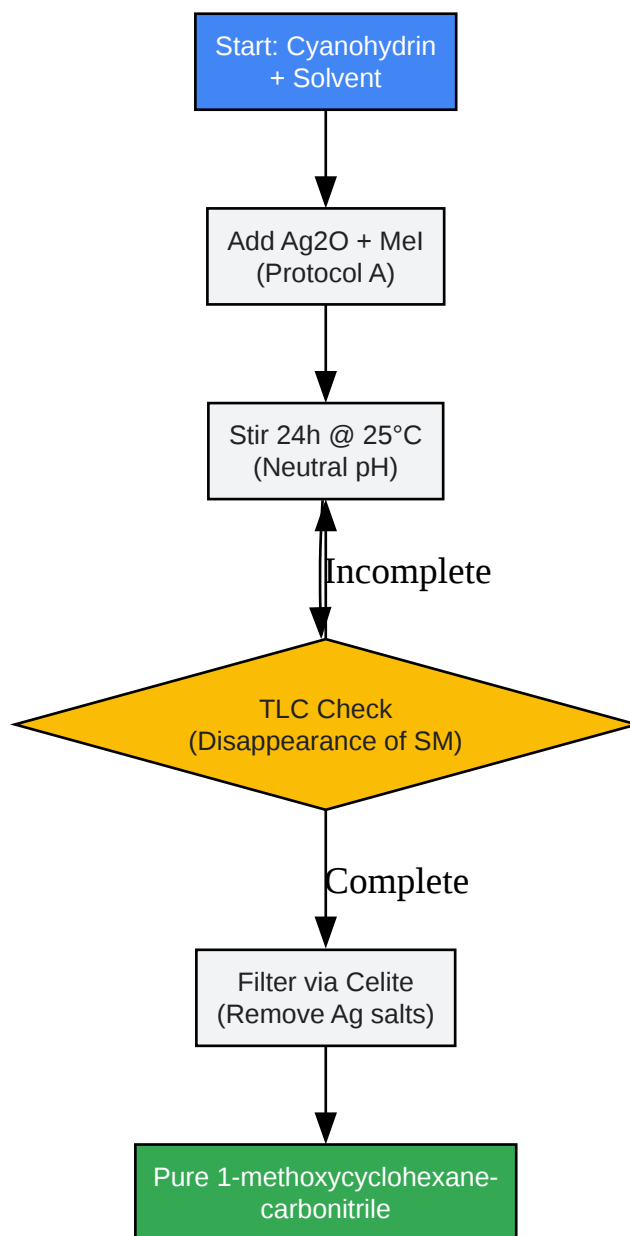 Start: Cyanohydrin
+ Solvent
Add Ag2O + MeI
(Protocol A)
Stir 24h @ 25°C
(Neutral pH)
Incomplete
TLC Check
(Disappearance of SM)
Complete
Filter via Celite
(Remove Ag salts)
Pure 1-methoxycyclohexane-
carbonitrile